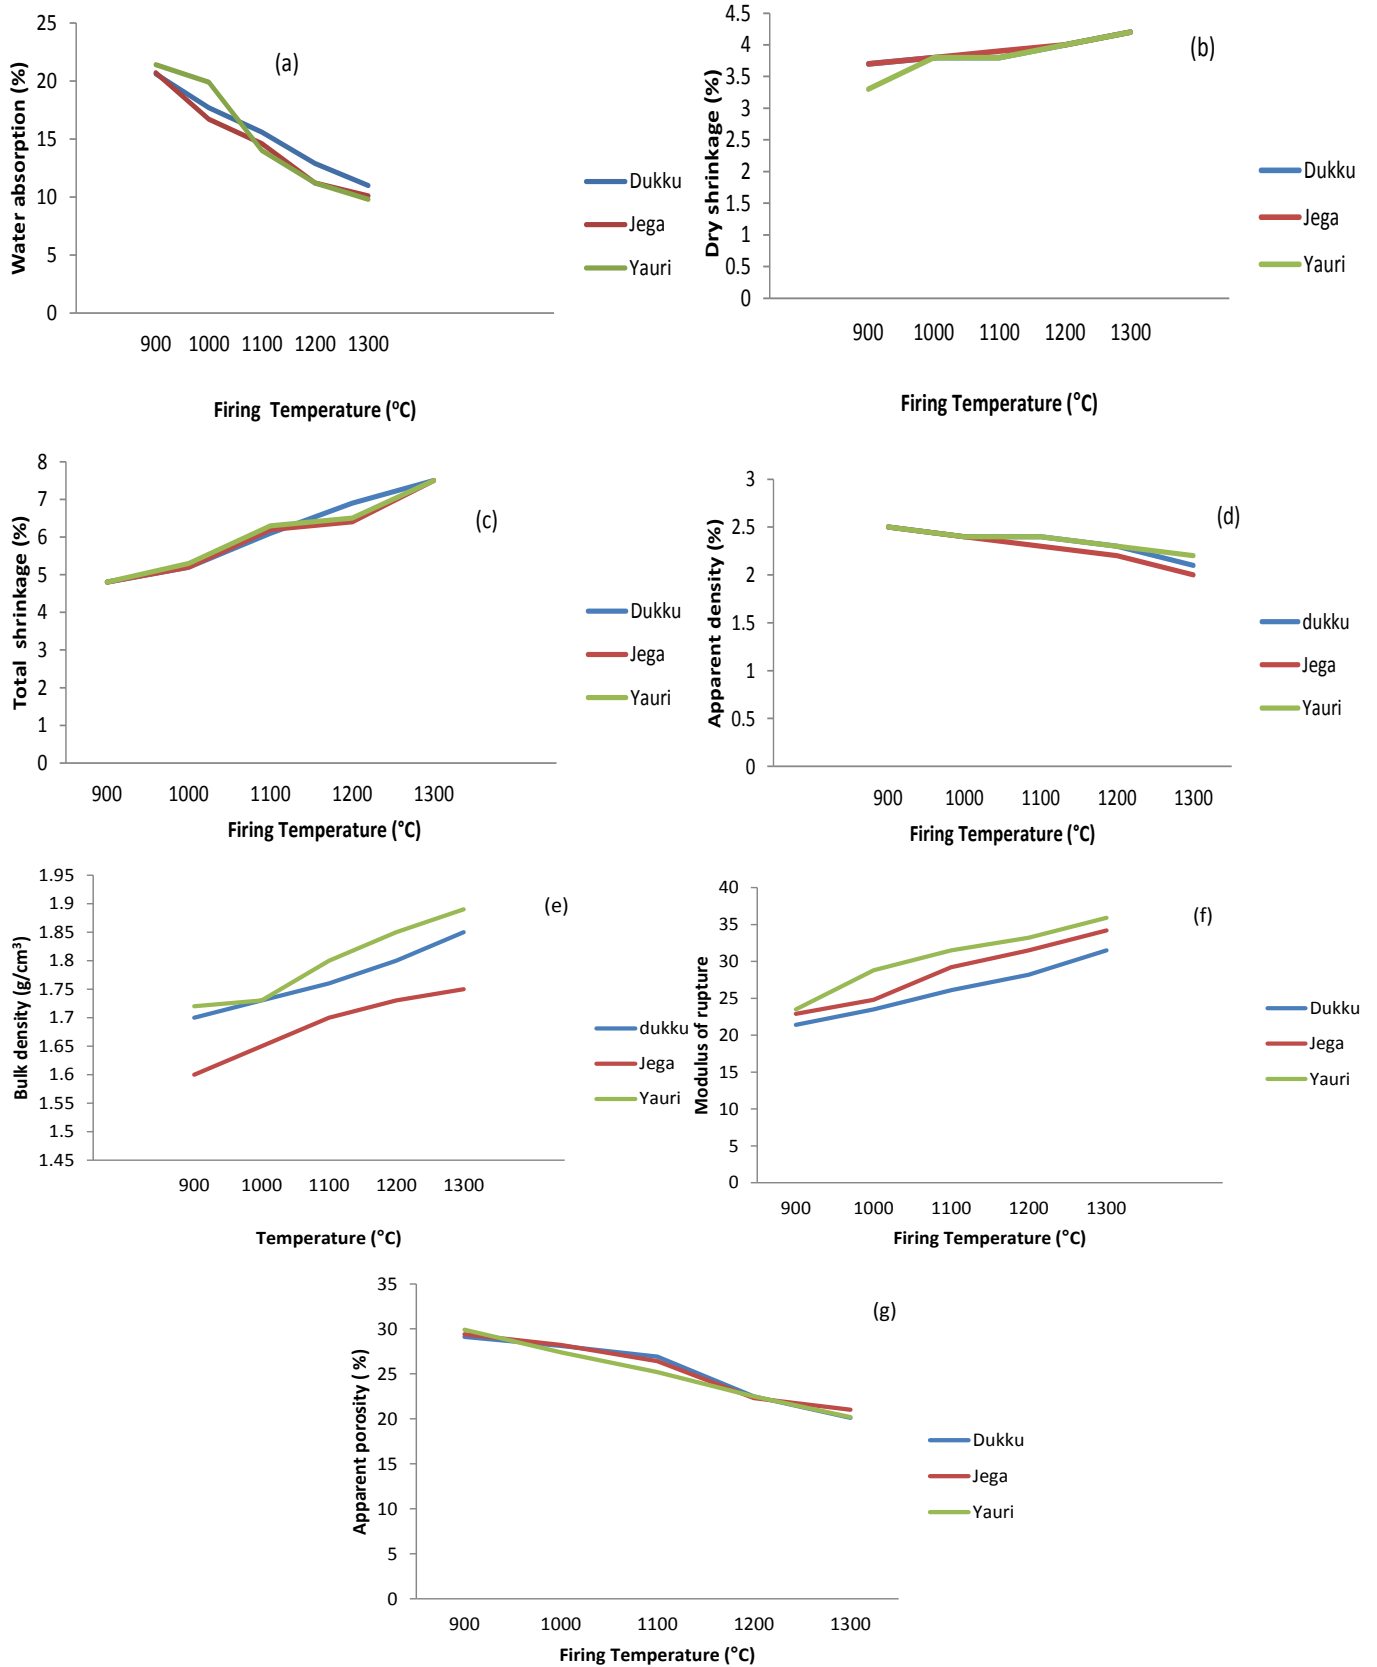 25
20
15
10
5
0
Water absorption (%)
(a)
900 1000 1100 1200 1300
Firing Temperature (ºC)
Dukku
Jega
Yauri
4.5
4
3.5
3
2.5
2
1.5
1
0.5
0
Dry shrinkage (%)
(b)
900 1000 1100 1200 1300
Firing Temperature (°C)
Dukku
Jega
Yauri
8
7
6
5
4
3
2
1
0
Total shrinkage (%)
(c)
900 1000 1100 1200 1300
Firing Temperature (°C)
Dukku
Jega
Yauri
3
2.5
2
1.5
1
0.5
0
Apparent density (%)
(d)
900 1000 1100 1200 1300
Firing Temperature (°C)
dukku
Jega
Yauri
1.95
1.9
1.85
1.8
1.75
1.7
1.65
1.6
1.55
1.5
1.45
Bulk density (g/cm³)
(e)
900 1000 1100 1200 1300
Temperature (°C)
dukku
Jega
Yauri
40
35
30
25
20
15
10
5
0
Modulus of rupture
(f)
900 1000 1100 1200 1300
Firing Temperature (°C)
Dukku
Jega
Yauri
35
30
25
20
15
10
5
0
Apparent porosity ( %)
(g)
900 1000 1100 1200 1300
Firing Temperature (°C)
Dukku
Jega
Yauri